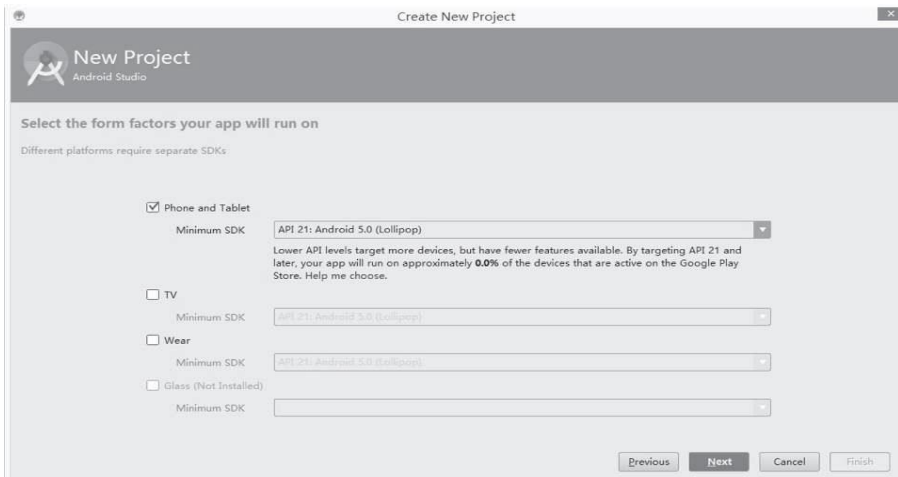 Create New Project
New Project
Android Studio
Select the form factors your app will run on
Different platforms require separate SDKs
Phone and Tablet
Minimum SDK
API 21: Android 5.0 (Lollipop)
Lower API levels target more devices, but have fewer features available. By targeting API 21 and
later, your app will run on approximately 0.0% of the devices that are active on the Google Play
Store. Help me choose.
TV
Minimum SDK
API 21: Android 5.0 (Lollipop)
Wear
Minimum SDK
API 21: Android 5.0 (Lollipop)
Glass (Not Installed)
Minimum SDK
Previous
Next
Cancel
Finish